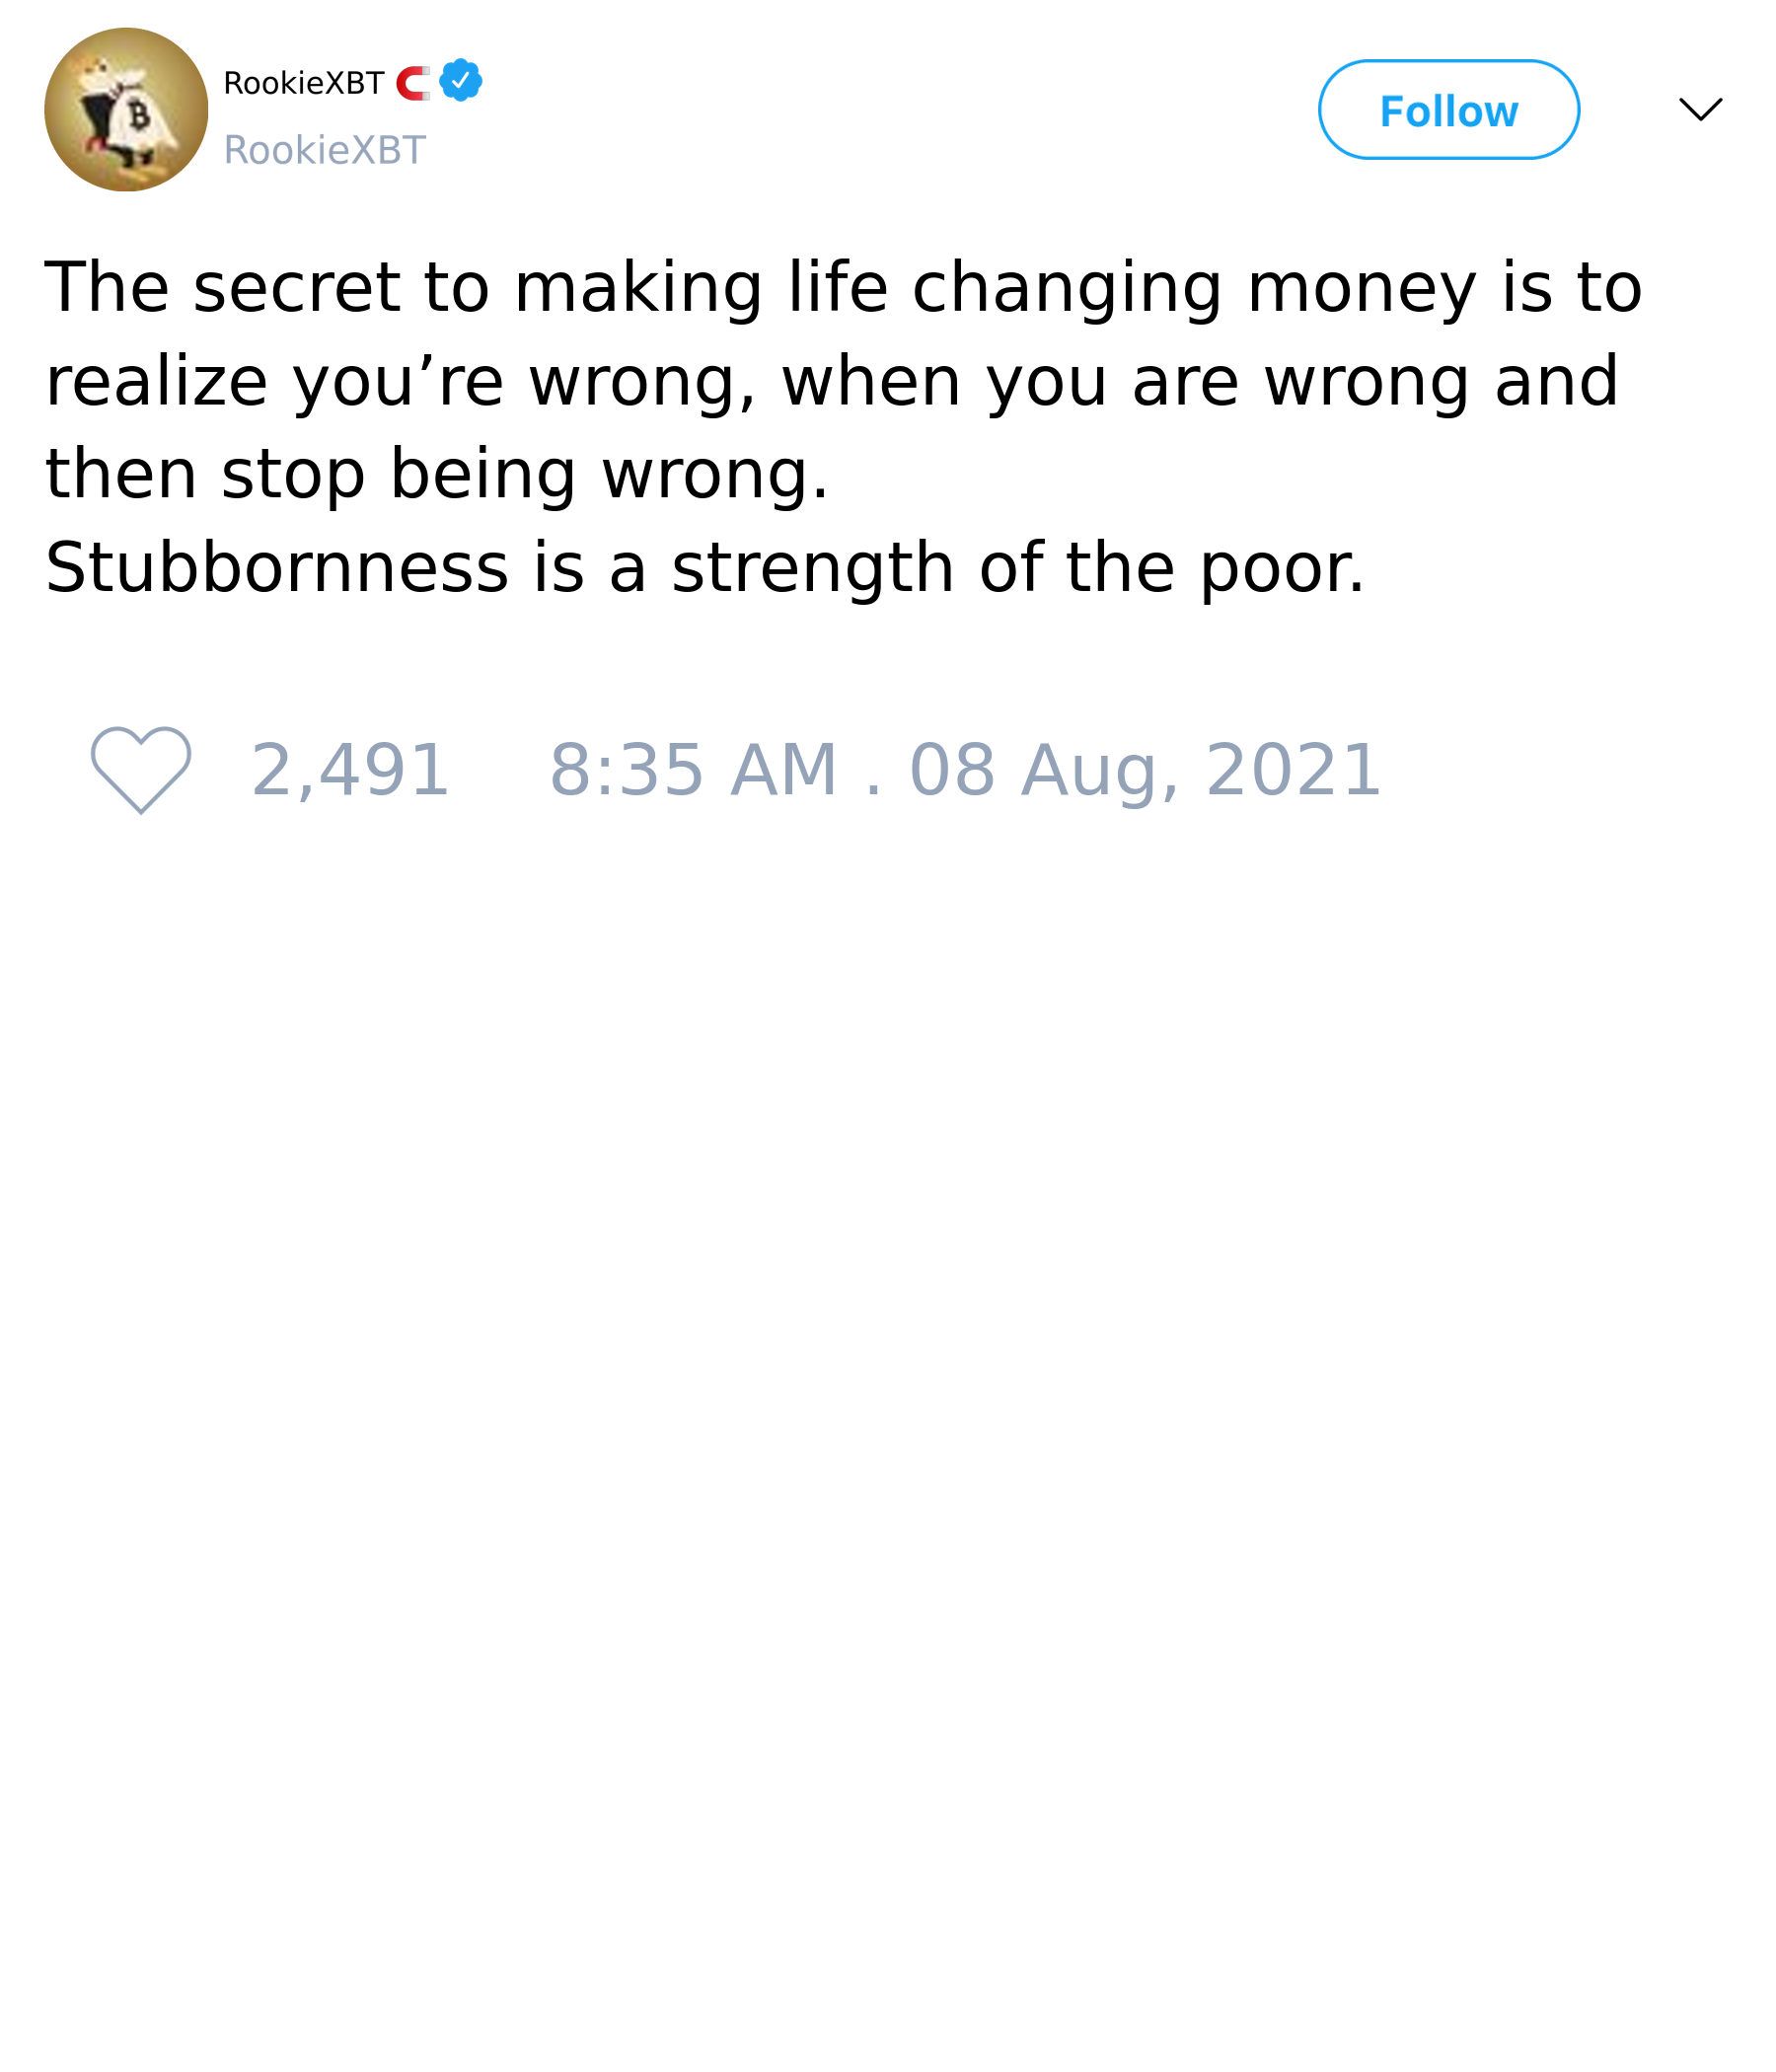 RookieXBT
RookieXBT
Follow
The secret to making life changing money is to
realize you’re wrong, when you are wrong and
then stop being wrong.
Stubbornness is a strength of the poor.
2,491 8:35 AM . 08 Aug, 2021